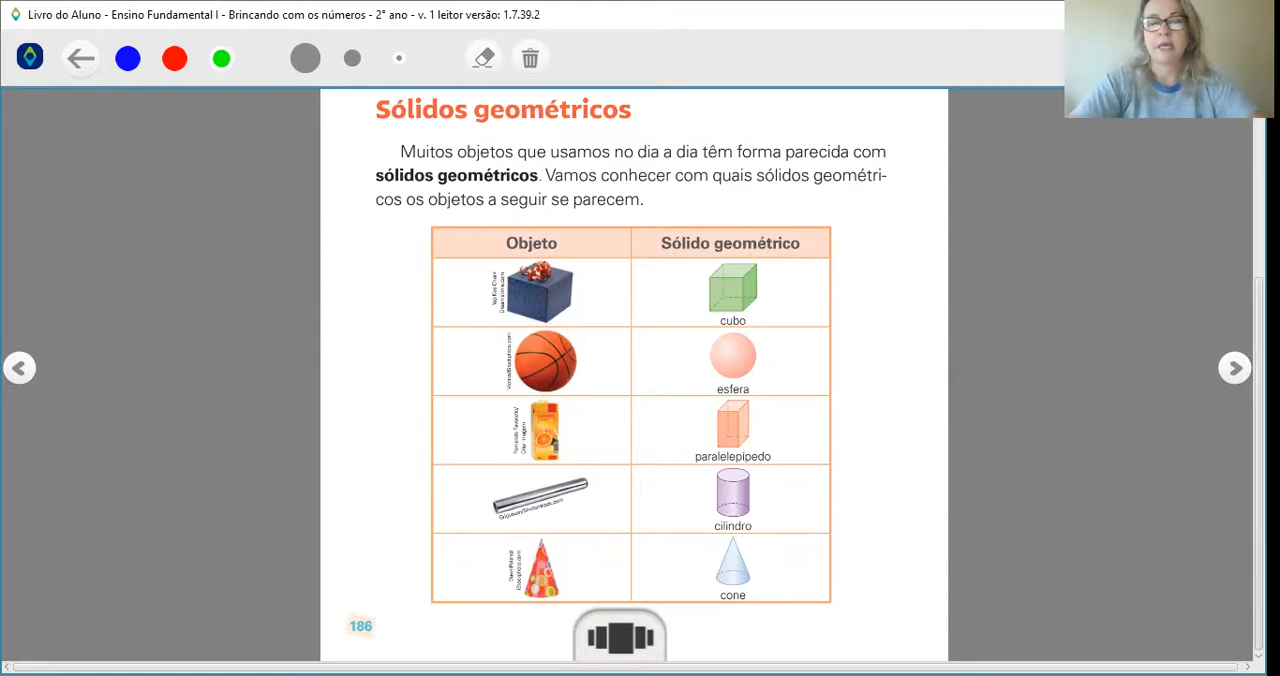 Livro do Aluno - Ensino Fundamental I - Brincando com os números - 2° ano - v. 1 leitor versão: 1.7.39.2
Sólidos geométricos
Muitos objetos que usamos no dia a dia têm forma parecida com
sólidos geométricos. Vamos conhecer com quais sólidos geométri-
cos os objetos a seguir se parecem.
Objeto
Sólido geométrico
cubo
esfera
paralelepípedo
cilindro
cone
186